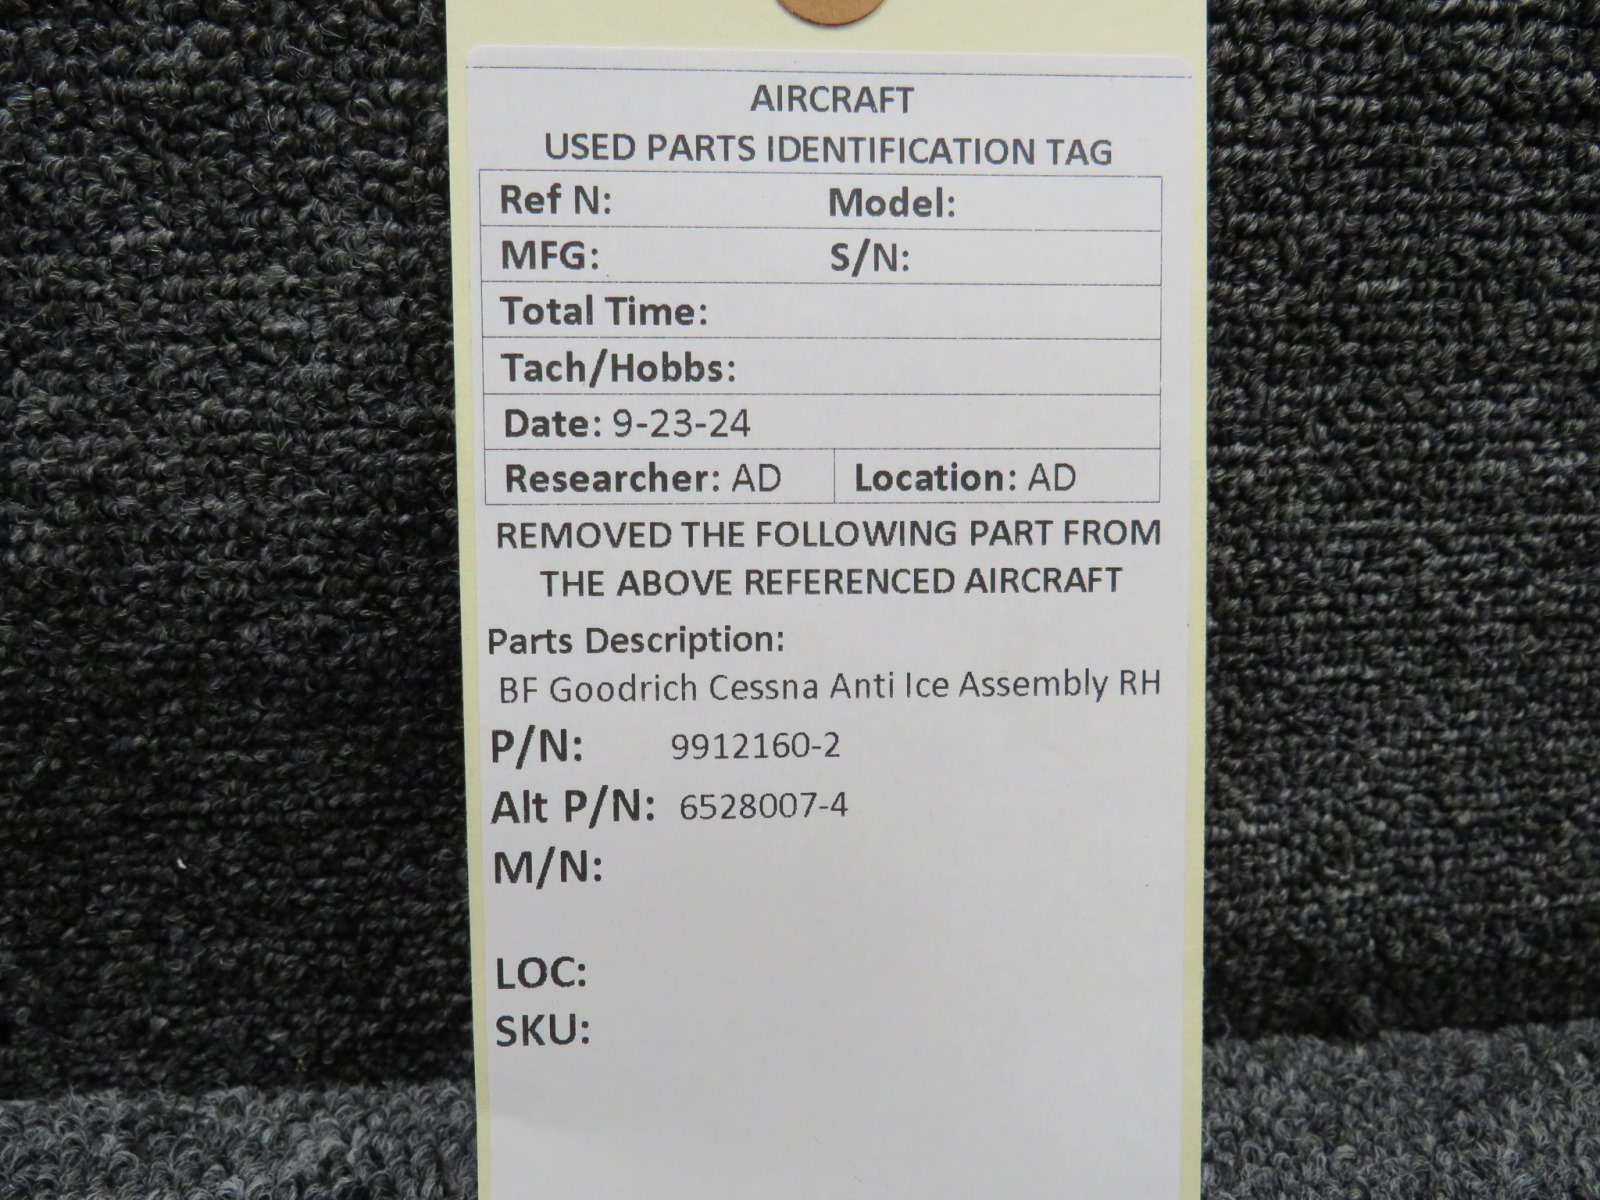 AIRCRAFT
USED PARTS IDENTIFICATION TAG
Ref N: Model:
MFG: S/N:
Total Time:
Tach/Hobbs:
Date: 9-23-24
Researcher: AD Location: AD
REMOVED THE FOLLOWING PART FROM
THE ABOVE REFERENCED AIRCRAFT
Parts Description:
BF Goodrich Cessna Anti Ice Assembly RH
P/N: 9912160-2
Alt P/N: 6528007-4
M/N:
LOC:
SKU: